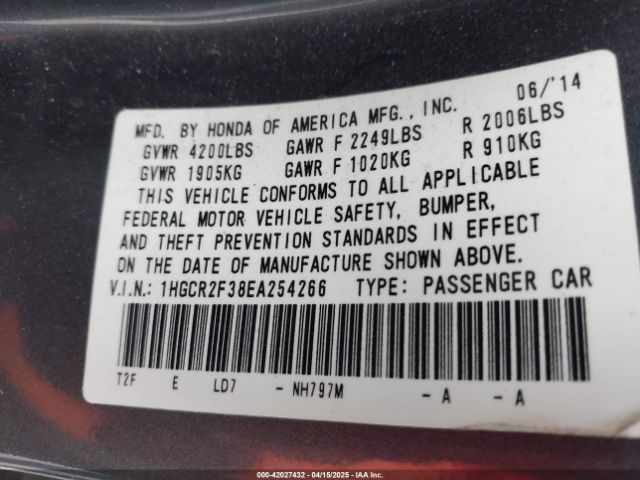 06/'14
MFD. BY HONDA OF AMERICA MFG., INC.
GVWR 4200LBS GAWR F 2249LBS R 2006LBS
GVWR 1905KG GAWR F 1020KG R 910KG
THIS VEHICLE CONFORMS TO ALL APPLICABLE
FEDERAL MOTOR VEHICLE SAFETY, BUMPER,
AND THEFT PREVENTION STANDARDS IN EFFECT
ON THE DATE OF MANUFACTURE SHOWN ABOVE.
V.I.N.: 1HGCR2F38EA254266 TYPE: PASSENGER CAR
T2F E LD7 - NH797M - A - A
000-42027432 - 04/15/2025 - IAAI.COM